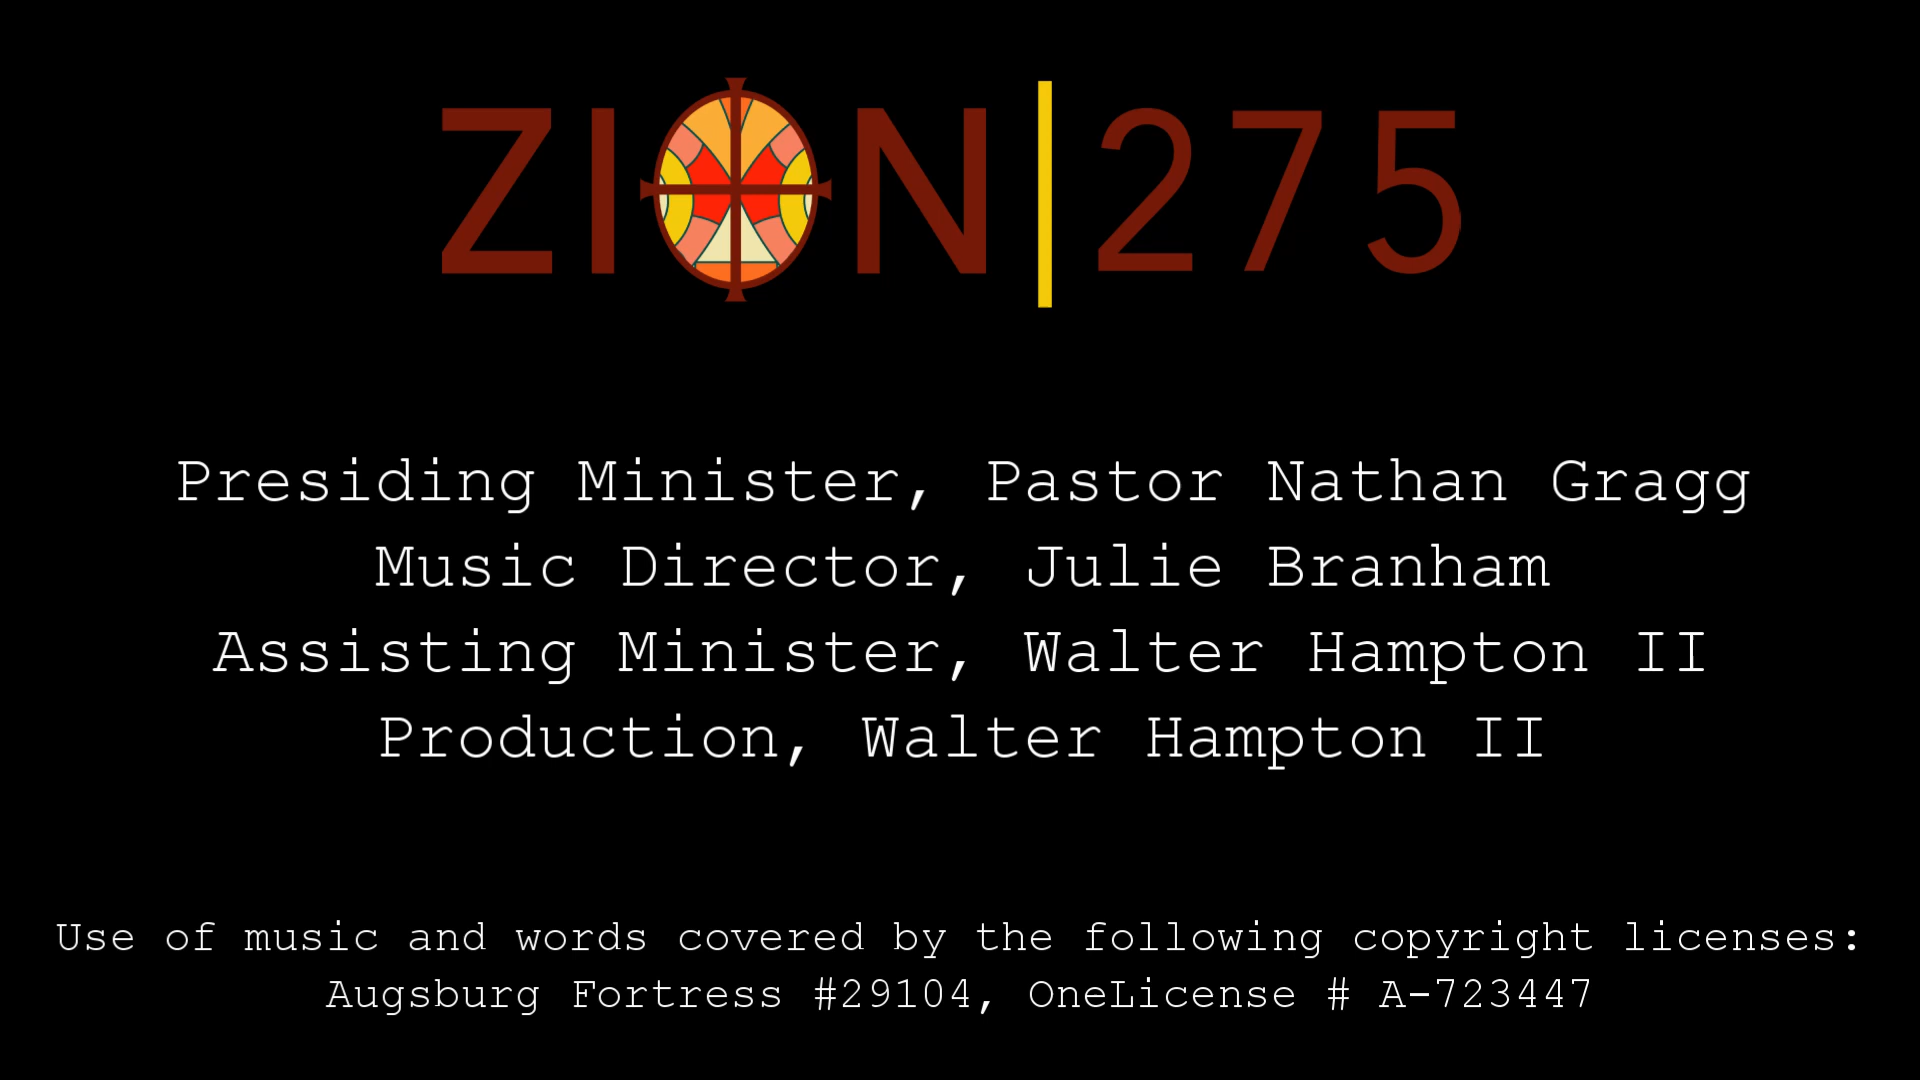 ZION|275
Presiding Minister, Pastor Nathan Gragg
Music Director, Julie Branham
Assisting Minister, Walter Hampton II
Production, Walter Hampton II
Use of music and words covered by the following copyright licenses:
Augsburg Fortress #29104, OneLicense # A-723447